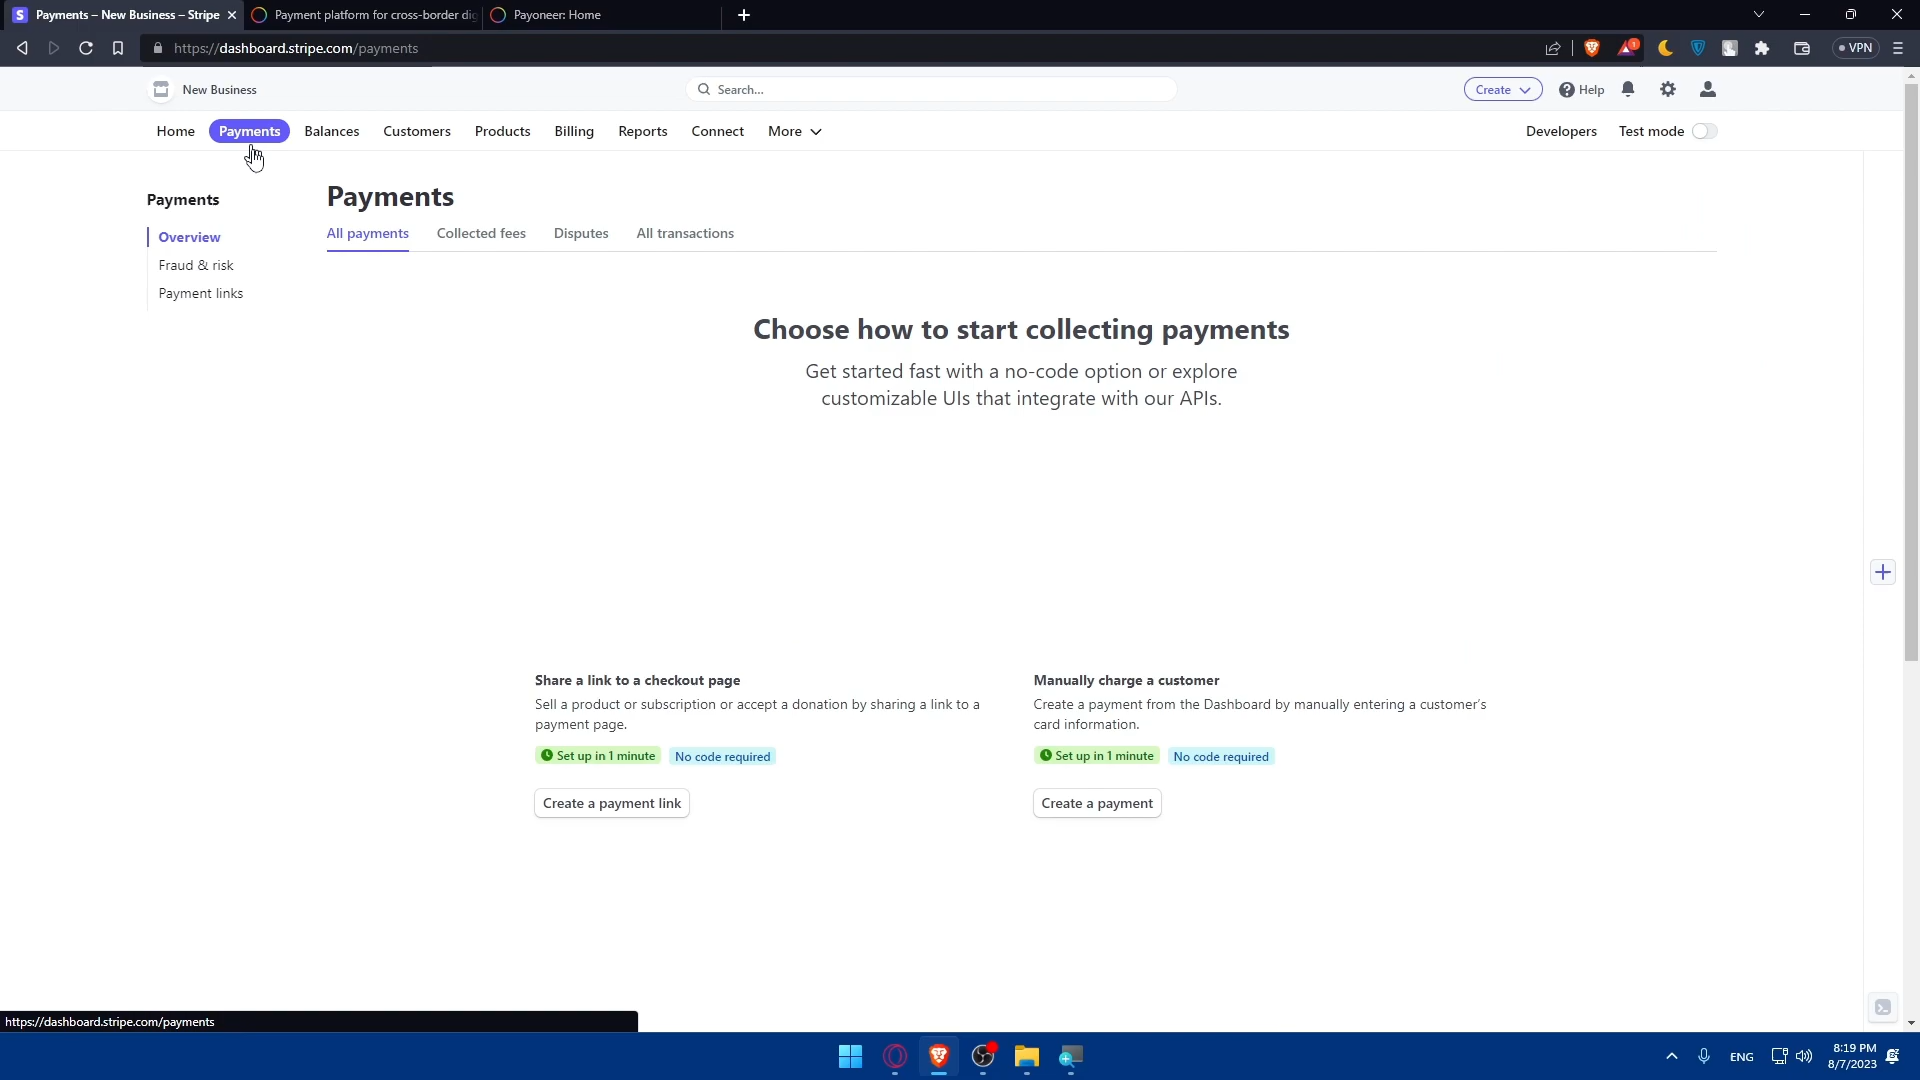 Payments – New Business – Stripe
Payment platform for cross-border dig
Payoneer: Home
https://dashboard.stripe.com/payments
1
VPN
New Business
Search...
Create
Help
Home
Payments
Balances
Customers
Products
Billing
Reports
Connect
More
Developers
Test mode
Payments
Overview
Fraud & risk
Payment links
Payments
All payments
Collected fees
Disputes
All transactions
Choose how to start collecting payments
Get started fast with a no-code option or explore
customizable UIs that integrate with our APIs.
Share a link to a checkout page
Sell a product or subscription or accept a donation by sharing a link to a
payment page.
Set up in 1 minute
No code required
Create a payment link
Manually charge a customer
Create a payment from the Dashboard by manually entering a customer's
card information.
Set up in 1 minute
No code required
Create a payment
https://dashboard.stripe.com/payments
ENG
8:19 PM
8/7/2023